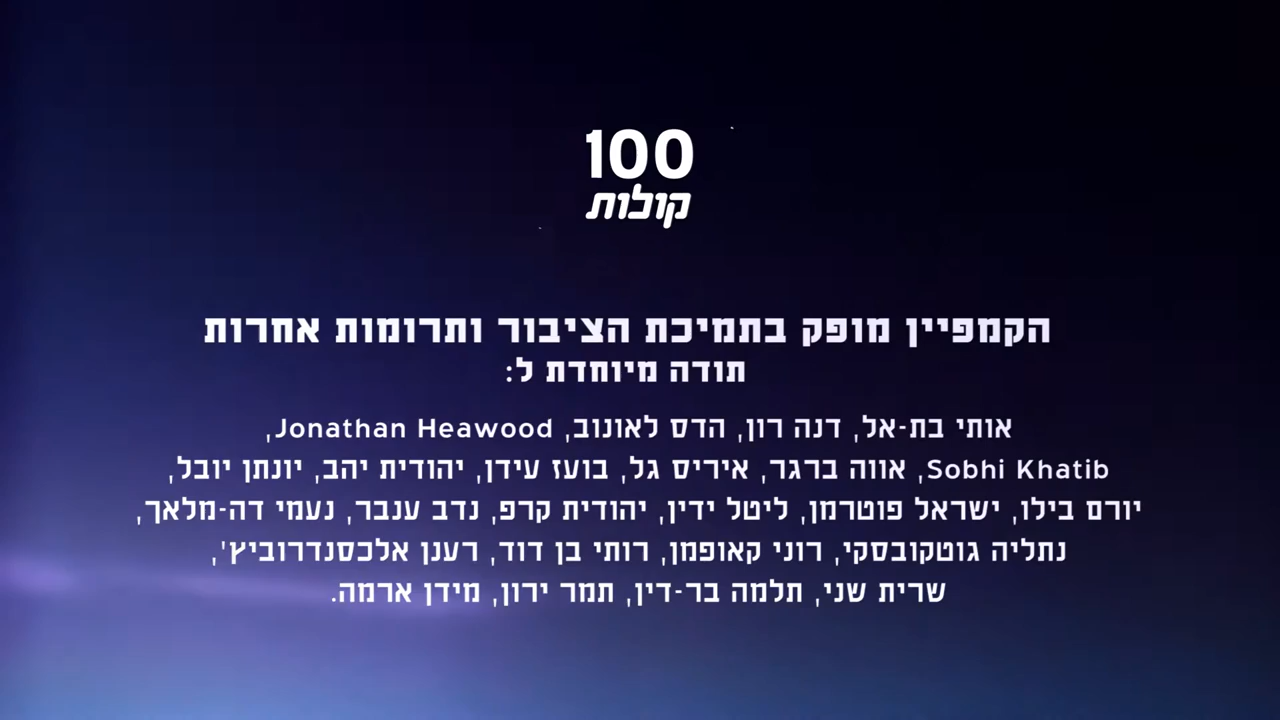 100
קולות
הקמפיין מופק בתמיכת הציבור ותרומות אחרות
תודה מיוחדת ל:
אותי בת-אל, דנה רון, הדס לאונוב, Jonathan Heawood,
Sobhi Khatib, אווה ברגר, איריס גל, בועז עידן, יהודית יהב, יונתן יובל,
יורם בילו, ישראל פוטרמן, ליטל ידין, יהודית קרפ, נדב ענבר, נעמי דה-מלאך,
נתליה גוטקובסקי, רוני קאופמן, רותי בן דוד, רענן אלכסנדרוביץ',
שרית שני, תלמה בר-דין, תמר ירון, מידן ארמה.